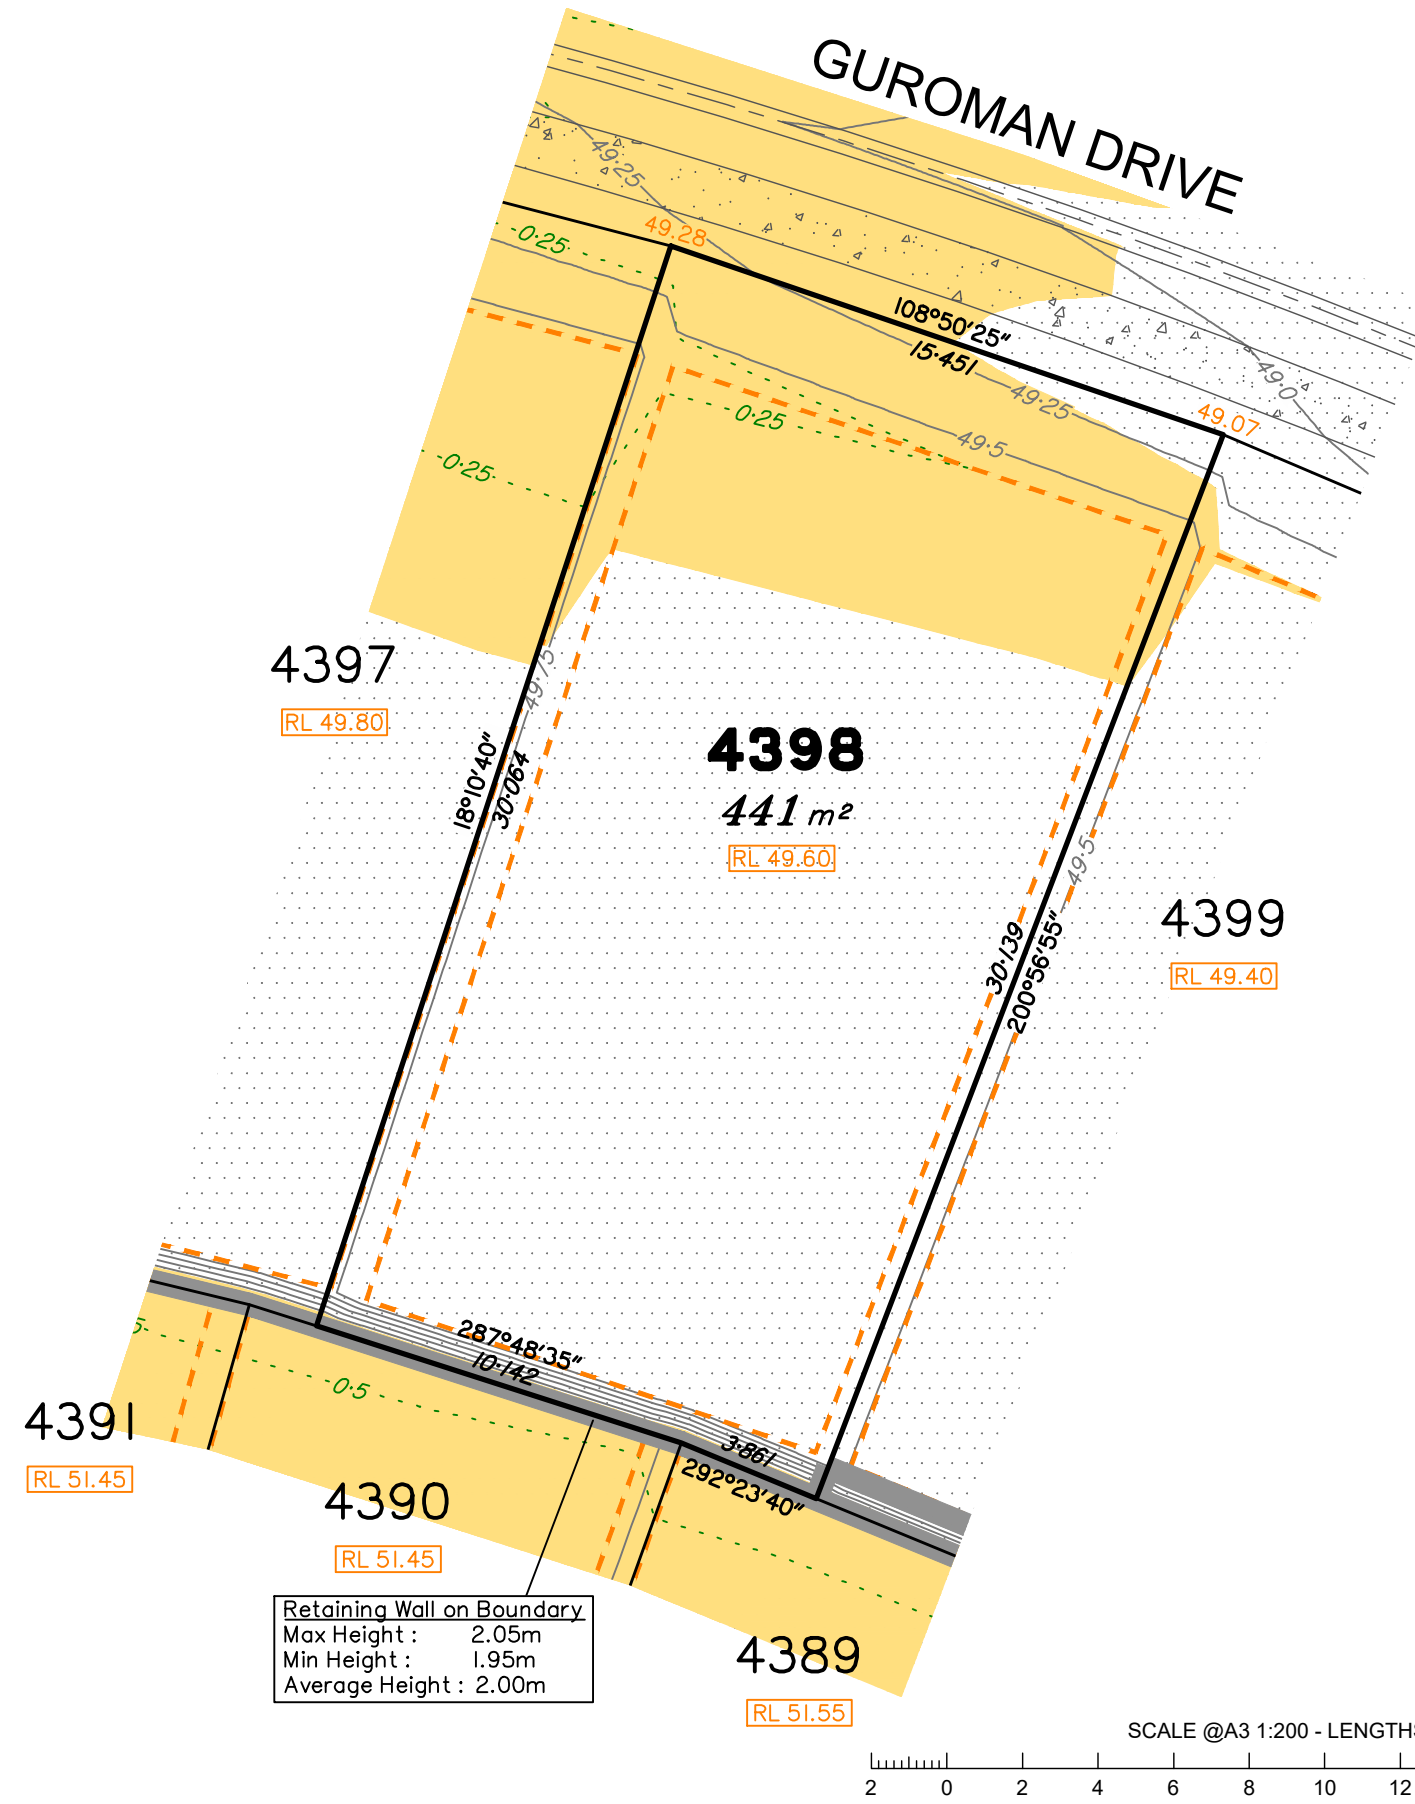 GUROMAN DRIVE
49·25
49.28
-0·25
108°50'25"
15·451
49·25
49·0
49.07
0·25
49·5
-0·25
4397
RL 49.80
49·75
18°10'40"
30·064
4398
441 m²
RL 49.60
49·5
4399
RL 49.40
30·139
200°56'55"
287°48'35"
10·142
5
0·5
3·861
292°23'40"
4391
RL 51.45
4390
RL 51.45
Retaining Wall on Boundary
Max Height : 2.05m
Min Height : 1.95m
Average Height : 2.00m
4389
RL 51.55
SCALE @A3 1:200 - LENGTHS
2 0 2 4 6 8 10 12